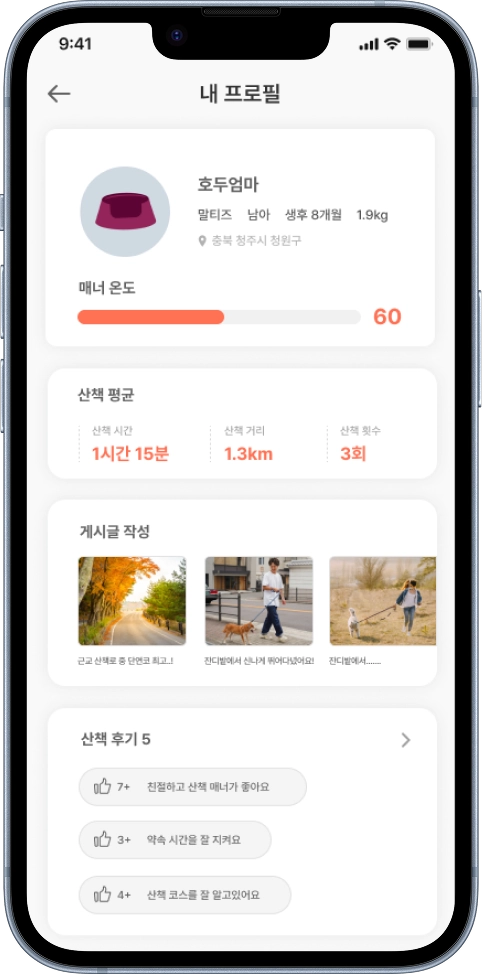 9:41
내 프로필
호두엄마
말티즈 남아 생후 8개월 1.9kg
충북 청주시 청원구
매너 온도
60
산책 평균
산책 시간 산책 거리 산책 횟수
1시간 15분 1.3km 3회
게시글 작성
근교 산책로 중 단연코 최고..! 잔디밭에서 신나게 뛰어다녔어요! 잔디밭에서.......
산책 후기 5
7+ 친절하고 산책 매너가 좋아요
3+ 약속 시간을 잘 지켜요
4+ 산책 코스를 잘 알고있어요